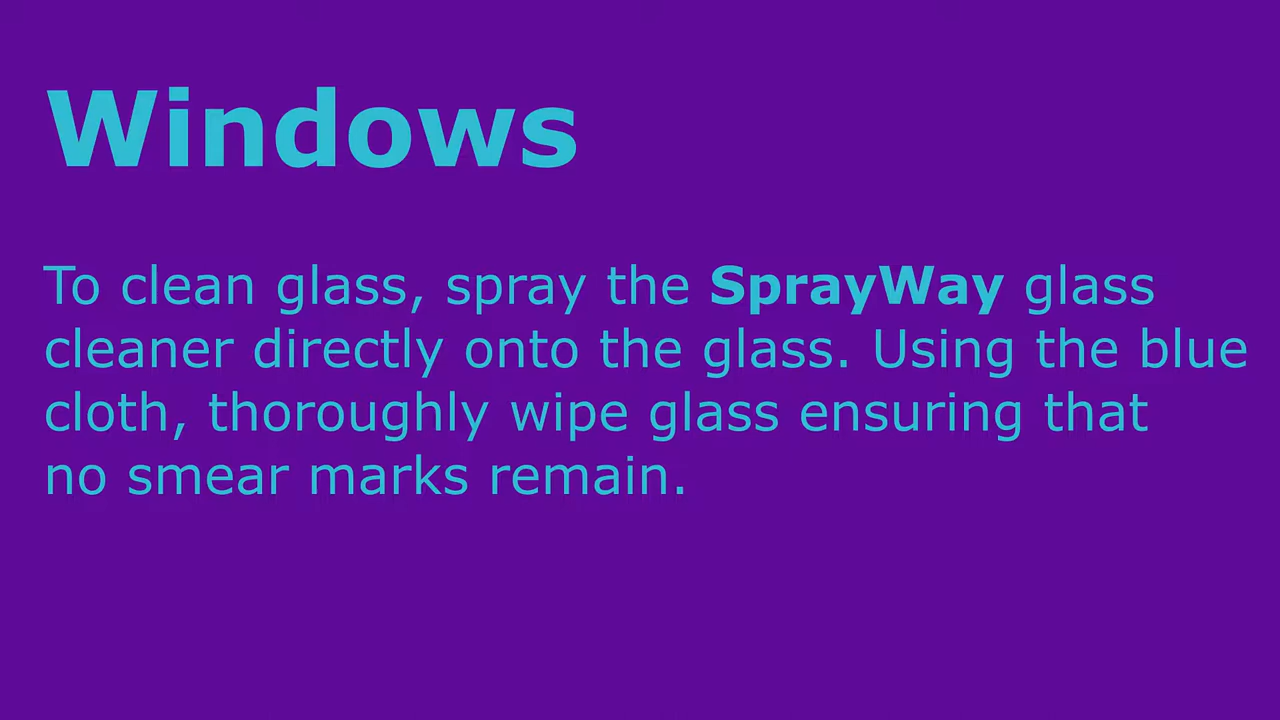 Windows
To clean glass, spray the SprayWay glass
cleaner directly onto the glass. Using the blue
cloth, thoroughly wipe glass ensuring that
no smear marks remain.